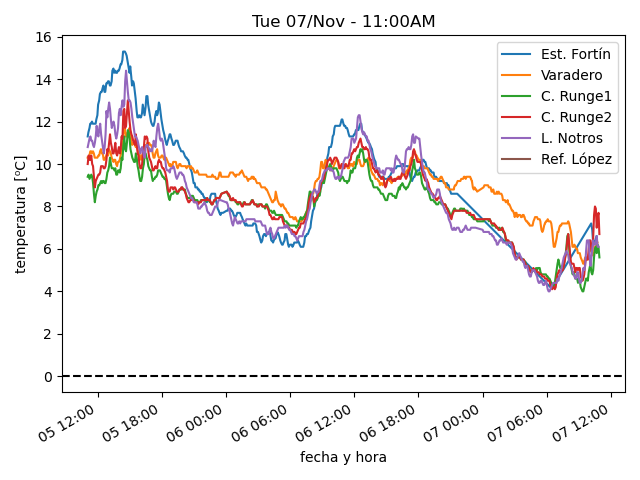 Tue 07/Nov - 11:00AM
temperatura [ºC]
16
14
12
10
8
6
4
2
0
Est. Fortín
Varadero
C. Runge1
C. Runge2
L. Notros
Ref. López
05 12:00
05 18:00
06 00:00
06 06:00
06 12:00
06 18:00
07 00:00
07 06:00
07 12:00
fecha y hora